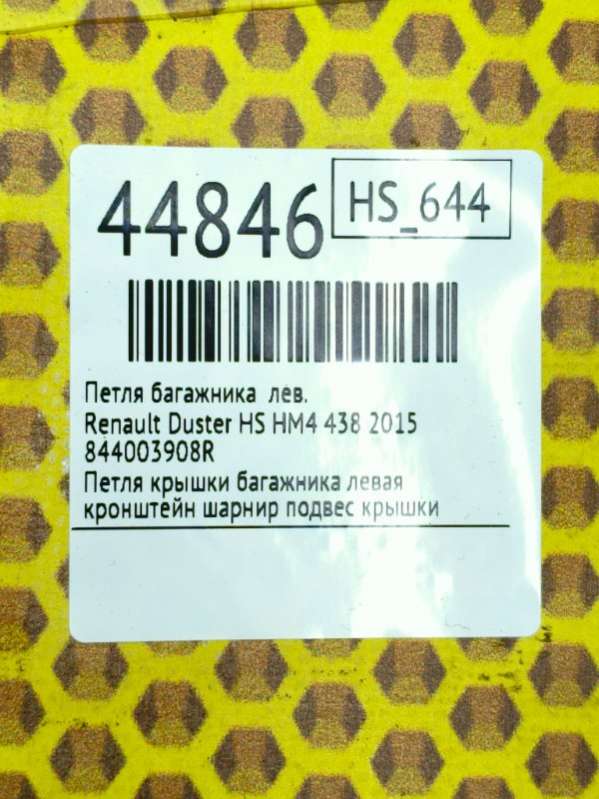 44846
HS_644
Петля багажника лев.
Renault Duster HS HM4 438 2015
844003908R
Петля крышки багажника левая
кронштейн шарнир подвес крышки